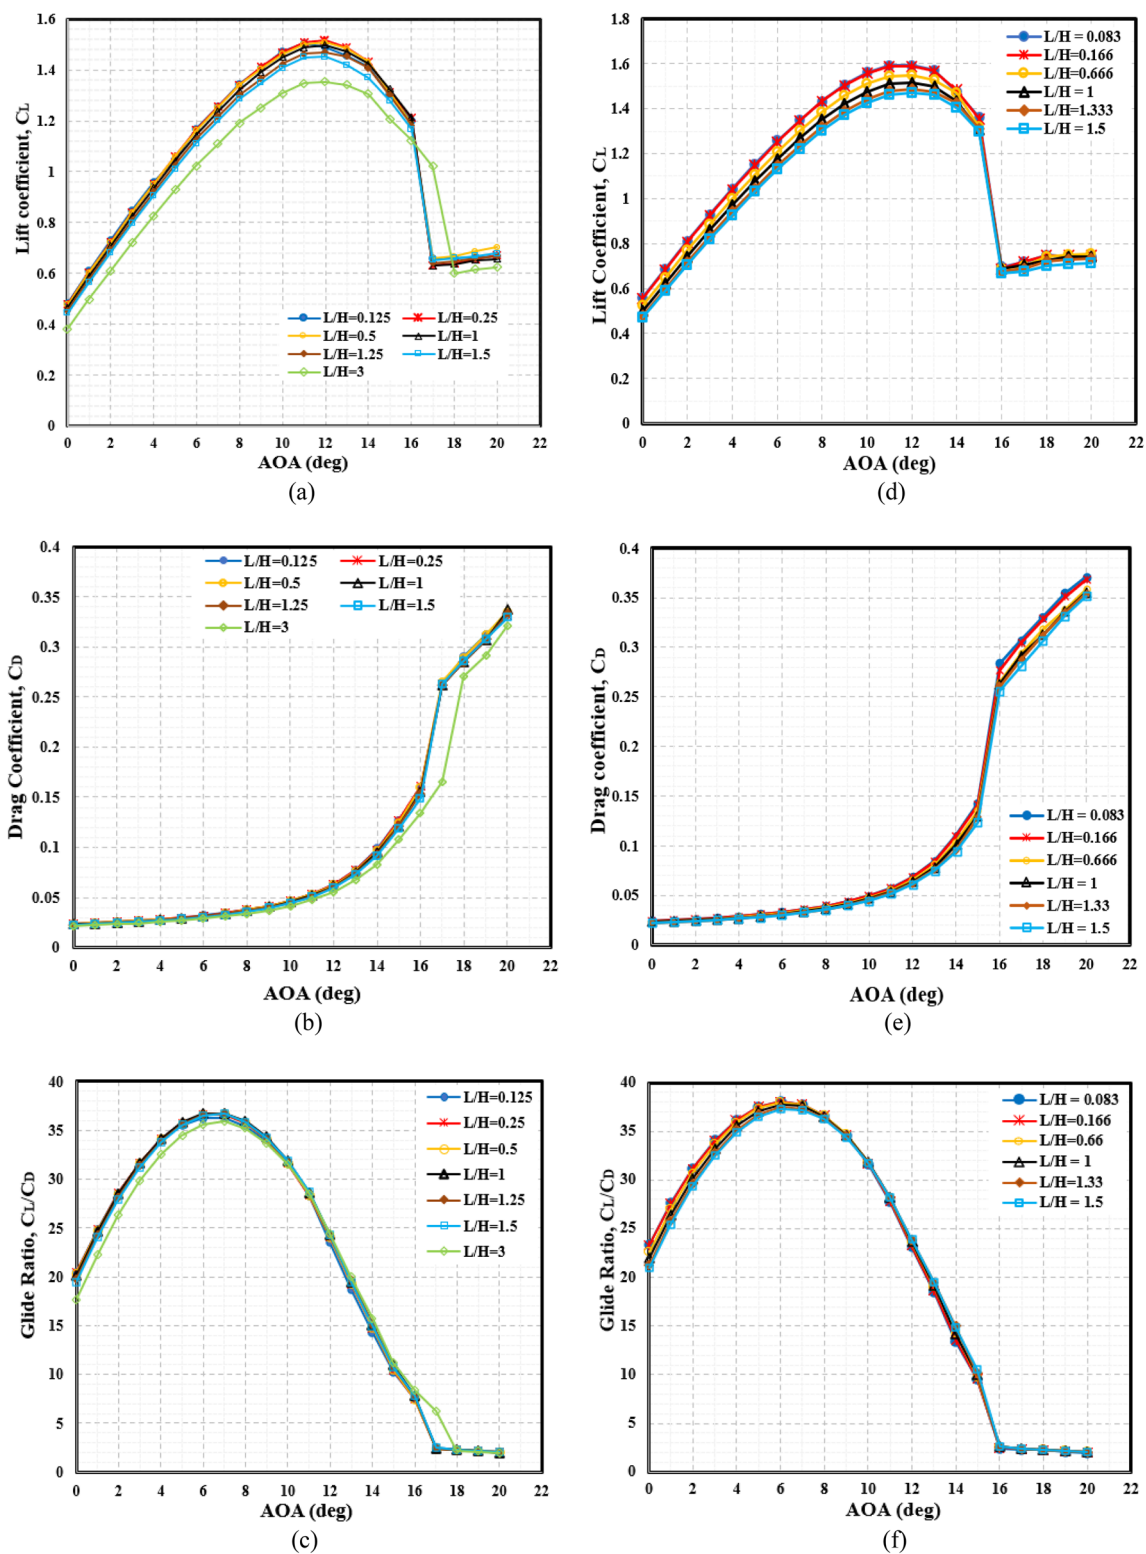 1.6
1.4
1.2
1
0.8
0.6
0.4
0.2
0
Lift coefficient, CL
L/H=0.125 L/H=0.25
L/H=0.5 L/H=1
L/H=1.25 L/H=1.5
L/H=3
0 2 4 6 8 10 12 14 16 18 20 22
AOA (deg)
(a)
1.8
1.6
1.4
1.2
1
0.8
0.6
0.4
0.2
0
Lift Coefficient, CL
L/H = 0.083
L/H=0.166
L/H=0.666
L/H = 1
L/H=1.333
L/H = 1.5
0 2 4 6 8 10 12 14 16 18 20 22
AOA (deg)
(d)
0.4
0.35
0.3
0.25
0.2
0.15
0.1
0.05
0
Drag Coefficient, CD
L/H=0.125 L/H=0.25
L/H=0.5 L/H=1
L/H=1.25 L/H=1.5
L/H=3
0 2 4 6 8 10 12 14 16 18 20 22
AOA (deg)
(b)
0.4
0.35
0.3
0.25
0.2
0.15
0.1
0.05
0
Drag coefficient, CD
L/H = 0.083
L/H=0.166
L/H=0.666
L/H = 1
L/H=1.33
L/H = 1.5
0 2 4 6 8 10 12 14 16 18 20 22
AOA (deg)
(e)
40
35
30
25
20
15
10
5
0
Glide Ratio, CL/CD
L/H=0.125
L/H=0.25
L/H=0.5
L/H=1
L/H=1.25
L/H=1.5
L/H=3
0 2 4 6 8 10 12 14 16 18 20 22
AOA (deg)
(c)
40
35
30
25
20
15
10
5
0
Glide Ratio, CL/CD
L/H = 0.083
L/H=0.166
L/H=0.66
L/H = 1
L/H=1.33
L/H = 1.5
0 2 4 6 8 10 12 14 16 18 20 22
AOA (deg)
(f)